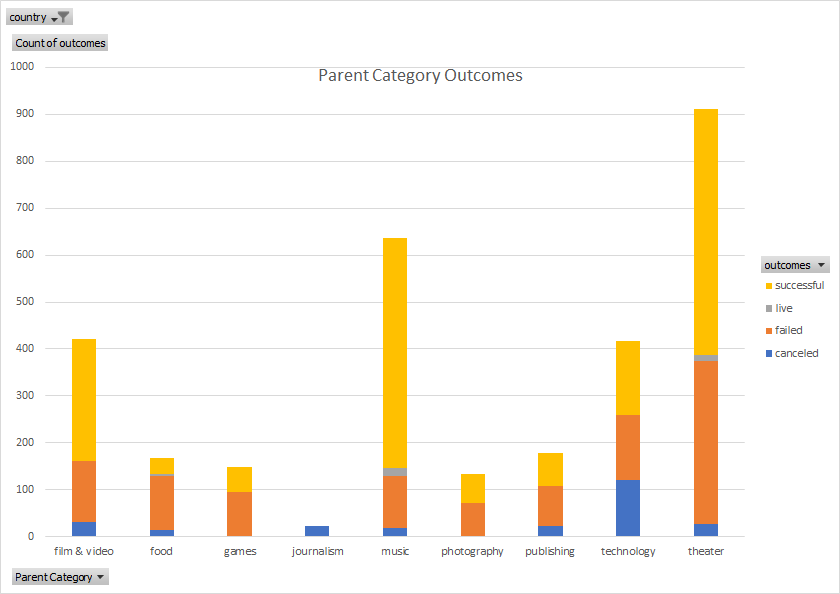 country
Count of outcomes
Parent Category Outcomes
1000
900
800
700
600
500
400
300
200
100
0
film & video food games journalism music photography publishing technology theater
outcomes
successful
live
failed
canceled
Parent Category